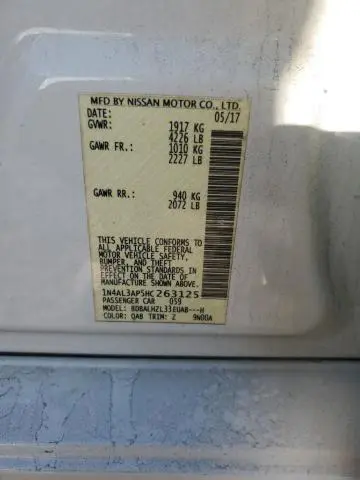 MFD BY NISSAN MOTOR CO., LTD.
DATE: 05/17
GVWR: 1917 KG
4226 LB
GAWR FR.: 1010 KG
2227 LB
GAWR RR.: 940 KG
2072 LB
THIS VEHICLE CONFORMS TO
ALL APPLICABLE FEDERAL
MOTOR VEHICLE SAFETY,
BUMPER, AND THEFT
PREVENTION STANDARDS
IN EFFECT ON THE DATE OF
MANUFACTURE SHOWN ABOVE.
1N4AL3AP5HC263125
PASSENGER CAR 059
MODEL: BDBALHZL33EUAB---H
COLOR: QAB TRIM: Z 9N00A